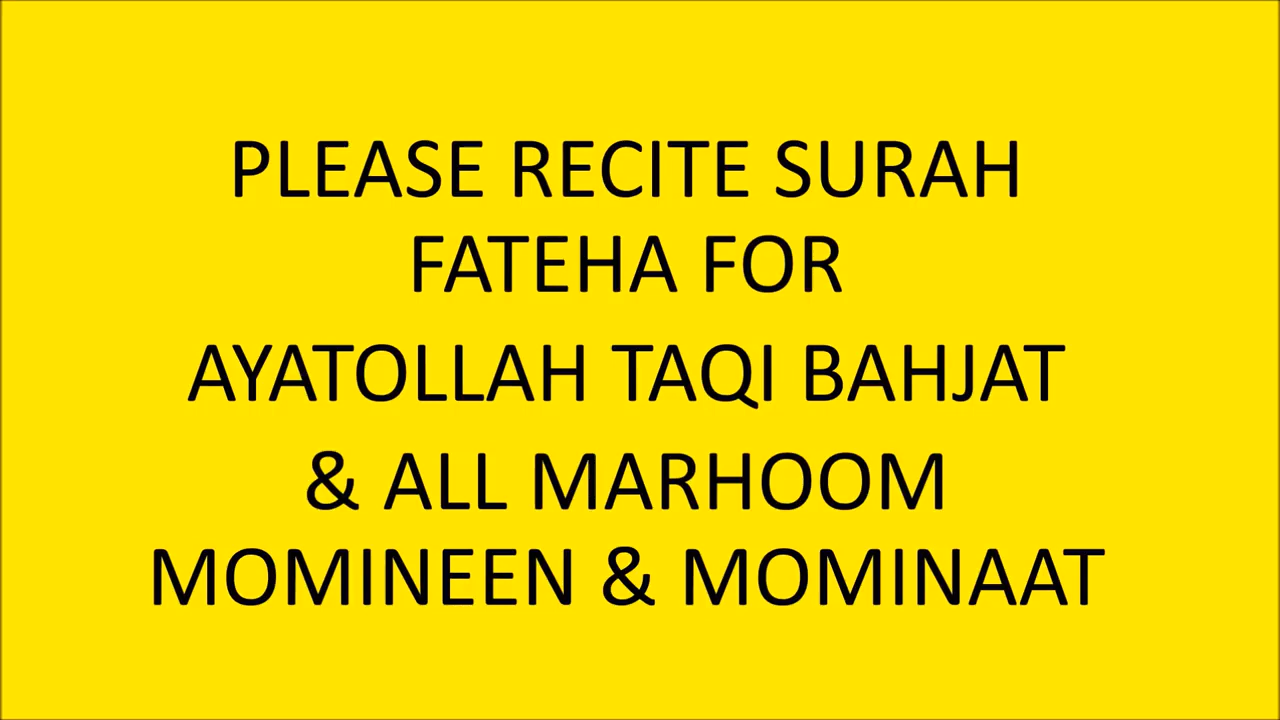 PLEASE RECITE SURAH
FATEHA FOR
AYATOLLAH TAQI BAHJAT
& ALL MARHOOM
MOMINEEN & MOMINAAT